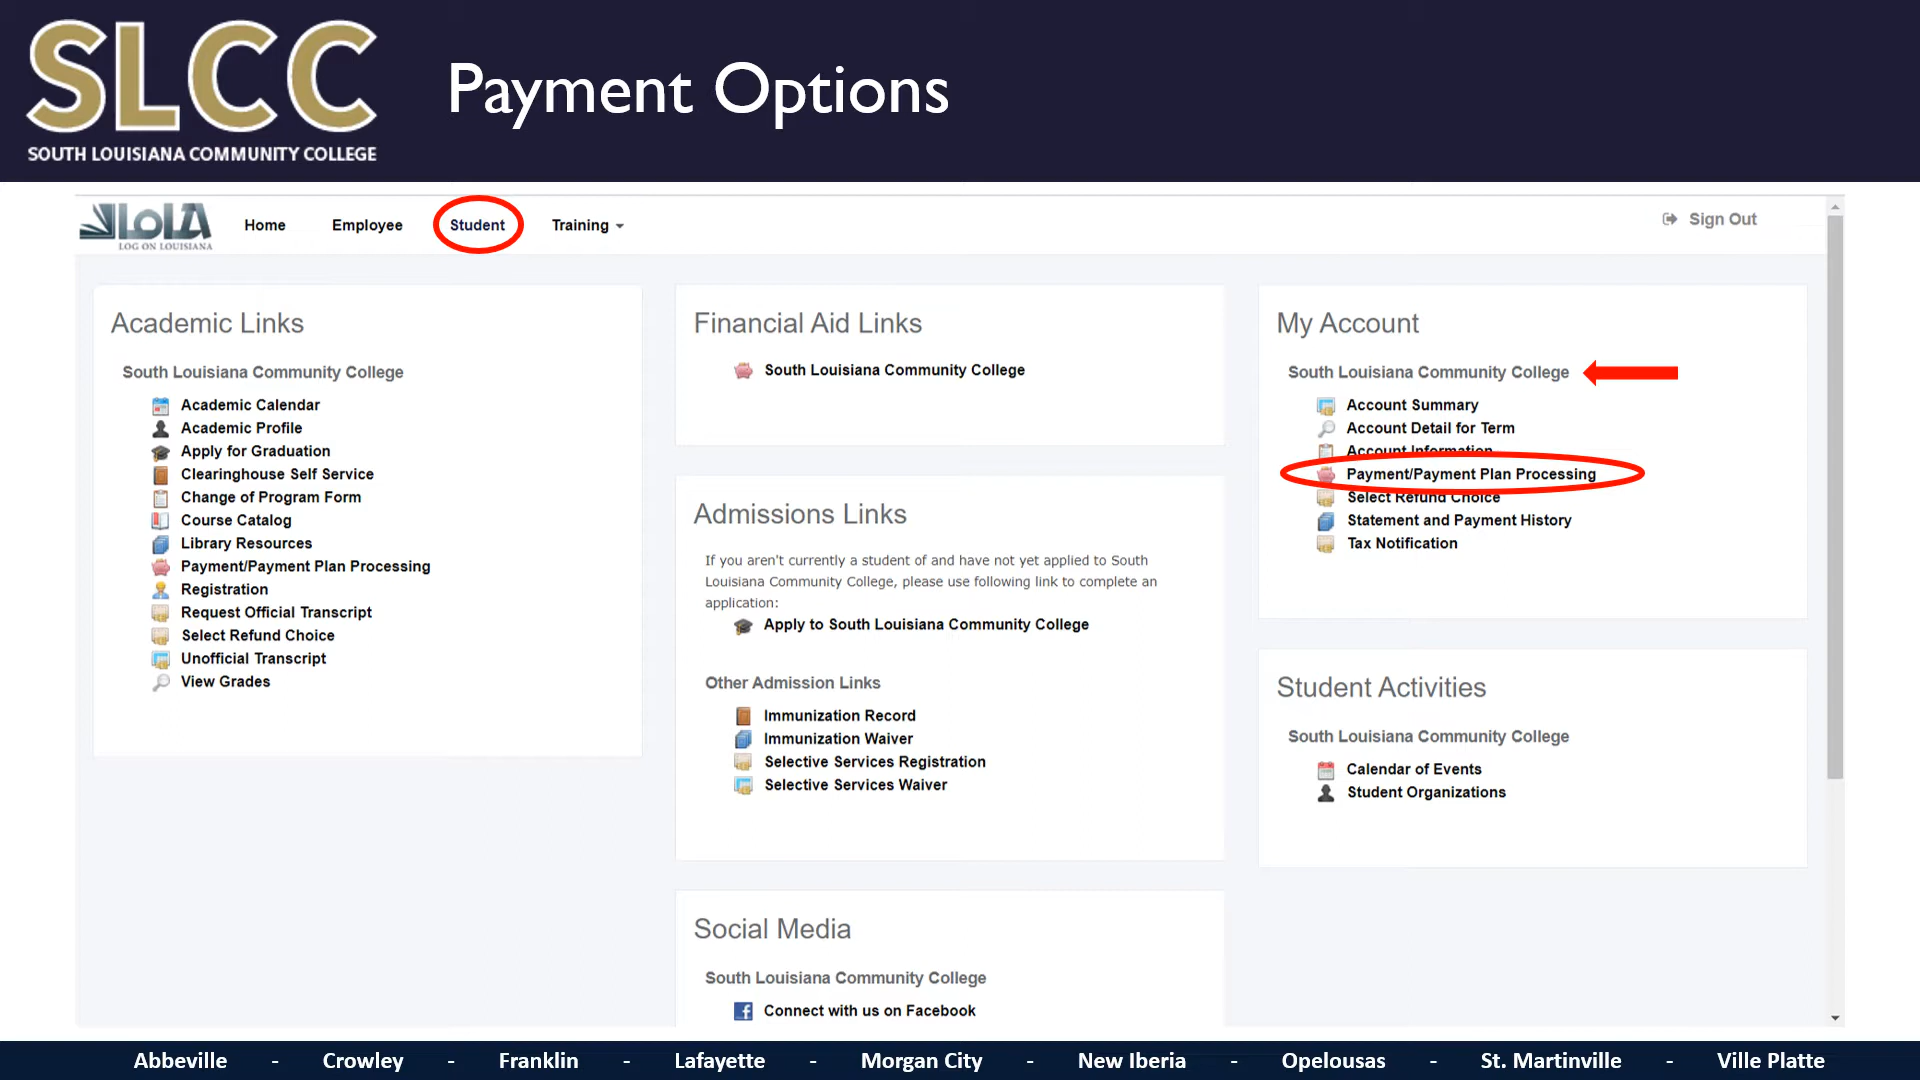 SLCC
SOUTH LOUISIANA COMMUNITY COLLEGE
Payment Options
LOLA
LOG ON LOUISIANA
Home
Employee
Student
Training
Sign Out
Academic Links
South Louisiana Community College
Academic Calendar
Academic Profile
Apply for Graduation
Clearinghouse Self Service
Change of Program Form
Course Catalog
Library Resources
Payment/Payment Plan Processing
Registration
Request Official Transcript
Select Refund Choice
Unofficial Transcript
View Grades
Financial Aid Links
South Louisiana Community College
Admissions Links
If you aren't currently a student of and have not yet applied to South
Louisiana Community College, please use following link to complete an
application:
Apply to South Louisiana Community College
Other Admission Links
Immunization Record
Immunization Waiver
Selective Services Registration
Selective Services Waiver
Social Media
South Louisiana Community College
Connect with us on Facebook
My Account
South Louisiana Community College
Account Summary
Account Detail for Term
Account Information
Payment/Payment Plan Processing
Select Refund Choice
Statement and Payment History
Tax Notification
Student Activities
South Louisiana Community College
Calendar of Events
Student Organizations
Abbeville - Crowley - Franklin - Lafayette - Morgan City - New Iberia - Opelousas - St. Martinville - Ville Platte